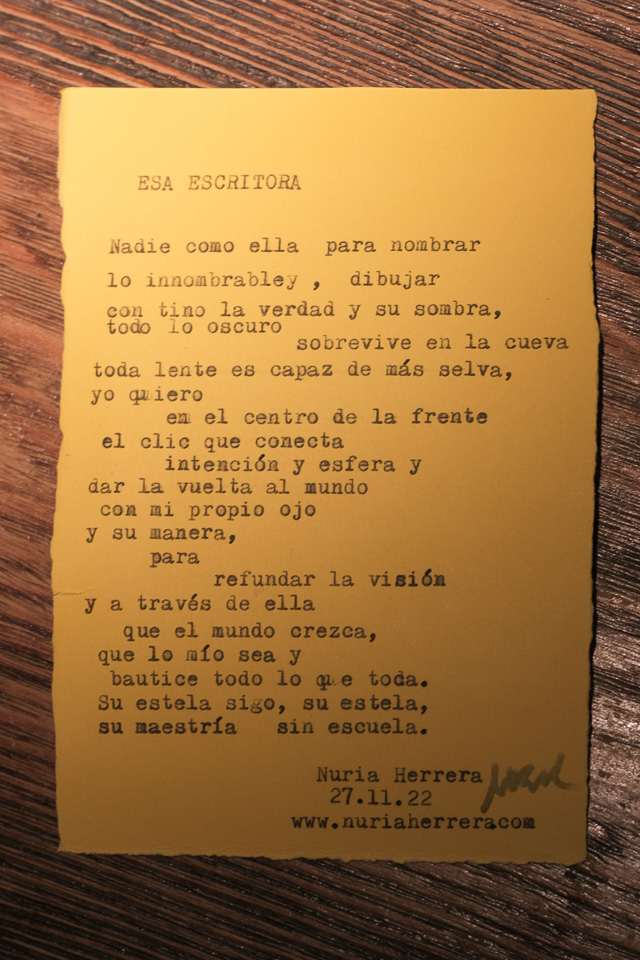 ESA ESCRITORA
Nadie como ella para nombrar
lo innombrabley , dibujar
con tino la verdad y su sombra,
todo lo oscuro
sobrevive en la cueva
toda lente es capaz de más selva,
yo quiero
en el centro de la frente
el clic que conecta
intención y esfera y
dar la vuelta al mundo
con mi propio ojo
y su manera,
para
refundar la visión
y a través de ella
que el mundo crezca,
que lo mío sea y
bautice todo lo que toda.
Su estela sigo, su estela,
su maestría sin escuela.
Nuria Herrera
27.11.22
www.nuriaherreracom